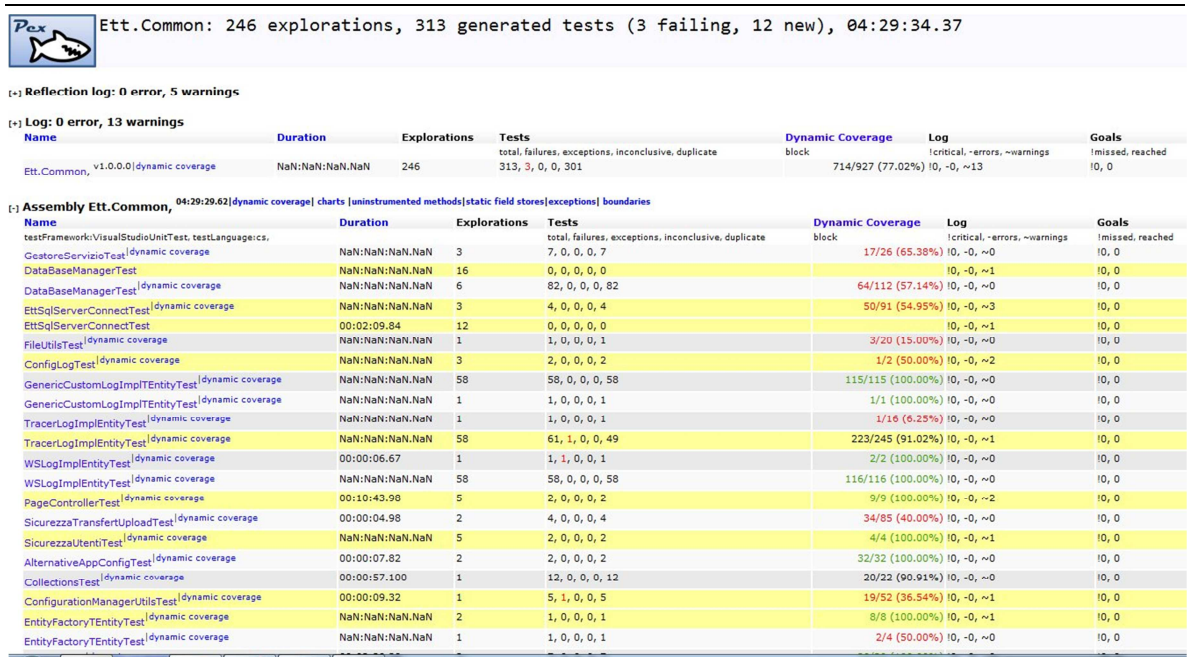 Pex Ett.Common: 246 explorations, 313 generated tests (3 failing, 12 new), 04:29:34.37
[+] Reflection log: 0 error, 5 warnings
[+] Log: 0 error, 13 warnings
Name Duration Explorations Tests Dynamic Coverage Log Goals
total, failures, exceptions, inconclusive, duplicate block !critical, -errors, ~warnings !missed, reached
Ett.Common, v1.0.0.0|dynamic coverage NaN:NaN:NaN.NaN 246 313, 3, 0, 0, 301 714/927 (77.02%) !0, -0, ~13 !0, 0
[-] Assembly Ett.Common, 04:29:29.62|dynamic coverage| charts |uninstrumented methods|static field stores|exceptions| boundaries
Name Duration Explorations Tests Dynamic Coverage Log Goals
testFramework:VisualStudioUnitTest, testLanguage:cs, total, failures, exceptions, inconclusive, duplicate block !critical, -errors, ~warnings !missed, reached
GestoreServizioTest|dynamic coverage NaN:NaN:NaN.NaN 3 7, 0, 0, 0, 7 17/26 (65.38%) !0, -0, ~0 !0, 0
DataBaseManagerTest NaN:NaN:NaN.NaN 16 0, 0, 0, 0, 0 !0, -0, ~1 !0, 0
DataBaseManagerTest|dynamic coverage NaN:NaN:NaN.NaN 6 82, 0, 0, 0, 82 64/112 (57.14%) !0, -0, ~0 !0, 0
EttSqlServerConnectTest|dynamic coverage NaN:NaN:NaN.NaN 3 4, 0, 0, 0, 4 50/91 (54.95%) !0, -0, ~3 !0, 0
EttSqlServerConnectTest 00:02:09.84 12 0, 0, 0, 0, 0 !0, -0, ~1 !0, 0
FileUtilsTest|dynamic coverage NaN:NaN:NaN.NaN 1 1, 0, 0, 0, 1 3/20 (15.00%) !0, -0, ~0 !0, 0
ConfigLogTest|dynamic coverage NaN:NaN:NaN.NaN 3 2, 0, 0, 0, 2 1/2 (50.00%) !0, -0, ~2 !0, 0
GenericCustomLogImplTEntityTest|dynamic coverage NaN:NaN:NaN.NaN 58 58, 0, 0, 0, 58 115/115 (100.00%) !0, -0, ~0 !0, 0
GenericCustomLogImplTEntityTest|dynamic coverage NaN:NaN:NaN.NaN 1 1, 0, 0, 0, 1 1/1 (100.00%) !0, -0, ~0 !0, 0
TracerLogImplEntityTest|dynamic coverage NaN:NaN:NaN.NaN 1 1, 0, 0, 0, 1 1/16 (6.25%) !0, -0, ~0 !0, 0
TracerLogImplEntityTest|dynamic coverage NaN:NaN:NaN.NaN 58 61, 1, 0, 0, 49 223/245 (91.02%) !0, -0, ~1 !0, 0
WSLogImplEntityTest|dynamic coverage 00:00:06.67 1 1, 1, 0, 0, 1 2/2 (100.00%) !0, -0, ~0 !0, 0
WSLogImplEntityTest|dynamic coverage NaN:NaN:NaN.NaN 58 58, 0, 0, 0, 58 116/116 (100.00%) !0, -0, ~0 !0, 0
PageControllerTest|dynamic coverage 00:10:43.98 5 2, 0, 0, 0, 2 9/9 (100.00%) !0, -0, ~2 !0, 0
SicurezzaTransfertUploadTest|dynamic coverage 00:00:04.98 2 4, 0, 0, 0, 4 34/85 (40.00%) !0, -0, ~0 !0, 0
SicurezzaUtentiTest|dynamic coverage NaN:NaN:NaN.NaN 5 2, 0, 0, 0, 2 4/4 (100.00%) !0, -0, ~1 !0, 0
AlternativeAppConfigTest|dynamic coverage 00:00:07.82 2 2, 0, 0, 0, 2 32/32 (100.00%) !0, -0, ~0 !0, 0
CollectionsTest|dynamic coverage 00:00:57.100 1 12, 0, 0, 0, 12 20/22 (90.91%) !0, -0, ~0 !0, 0
ConfigurationManagerUtilsTest|dynamic coverage 00:00:09.32 1 5, 1, 0, 0, 5 19/52 (36.54%) !0, -0, ~1 !0, 0
EntityFactoryTEntityTest|dynamic coverage NaN:NaN:NaN.NaN 2 1, 0, 0, 0, 1 8/8 (100.00%) !0, -0, ~1 !0, 0
EntityFactoryTEntityTest|dynamic coverage NaN:NaN:NaN.NaN 1 1, 0, 0, 0, 1 2/4 (50.00%) !0, -0, ~0 !0, 0